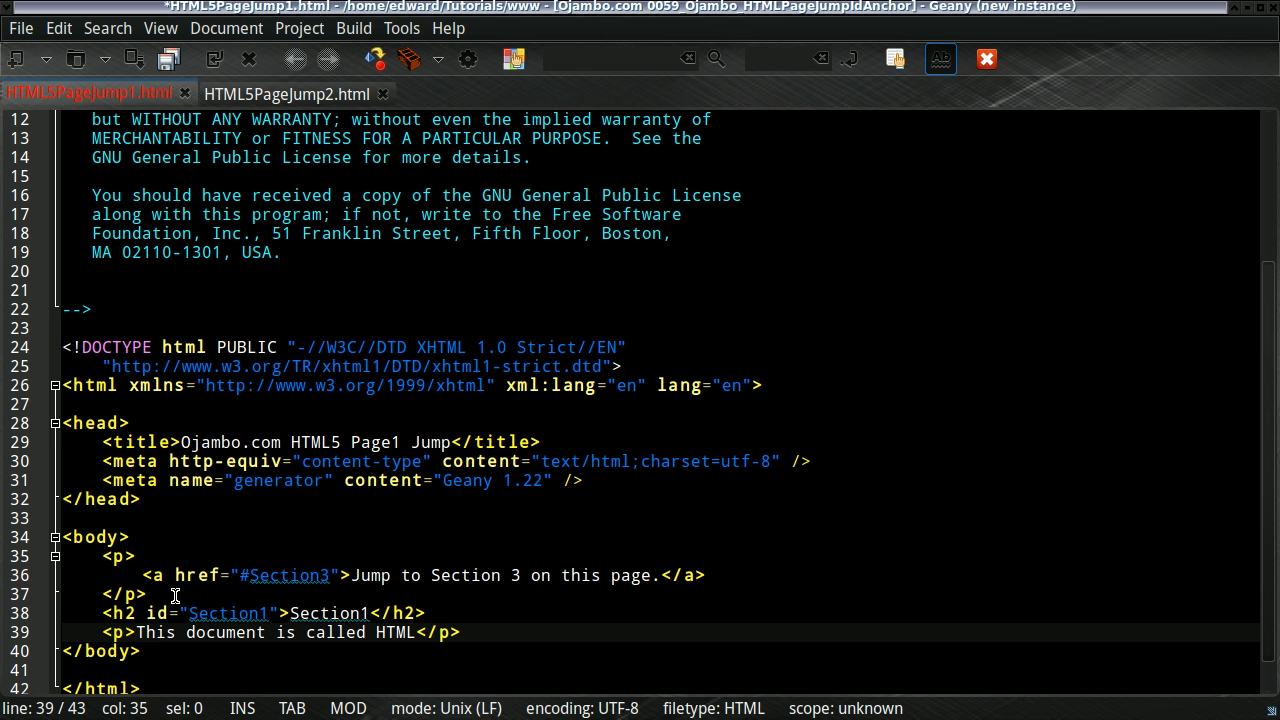 *HTML5PageJump1.html - /home/edward/Tutorials/www - [Ojambo.com 0059_Ojambo_HTMLPageJumpIdAnchor] - Geany (new instance)
File Edit Search View Document Project Build Tools Help
HTML5PageJump1.html HTML5PageJump2.html
12 but WITHOUT ANY WARRANTY; without even the implied warranty of
13 MERCHANTABILITY or FITNESS FOR A PARTICULAR PURPOSE.  See the
14 GNU General Public License for more details.
15
16 You should have received a copy of the GNU General Public License
17 along with this program; if not, write to the Free Software
18 Foundation, Inc., 51 Franklin Street, Fifth Floor, Boston,
19 MA 02110-1301, USA.
20
21
22 -->
23
24 <!DOCTYPE html PUBLIC "-//W3C//DTD XHTML 1.0 Strict//EN"
25 "http://www.w3.org/TR/xhtml1/DTD/xhtml1-strict.dtd">
26 <html xmlns="http://www.w3.org/1999/xhtml" xml:lang="en" lang="en">
27
28 <head>
29 <title>Ojambo.com HTML5 Page1 Jump</title>
30 <meta http-equiv="content-type" content="text/html;charset=utf-8" />
31 <meta name="generator" content="Geany 1.22" />
32 </head>
33
34 <body>
35 <p>
36 <a href="#Section3">Jump to Section 3 on this page.</a>
37 </p>
38 <h2 id="Section1">Section1</h2>
39 <p>This document is called HTML</p>
40 </body>
41
42 </html>
line: 39 / 43 col: 35 sel: 0 INS TAB MOD mode: Unix (LF) encoding: UTF-8 filetype: HTML scope: unknown